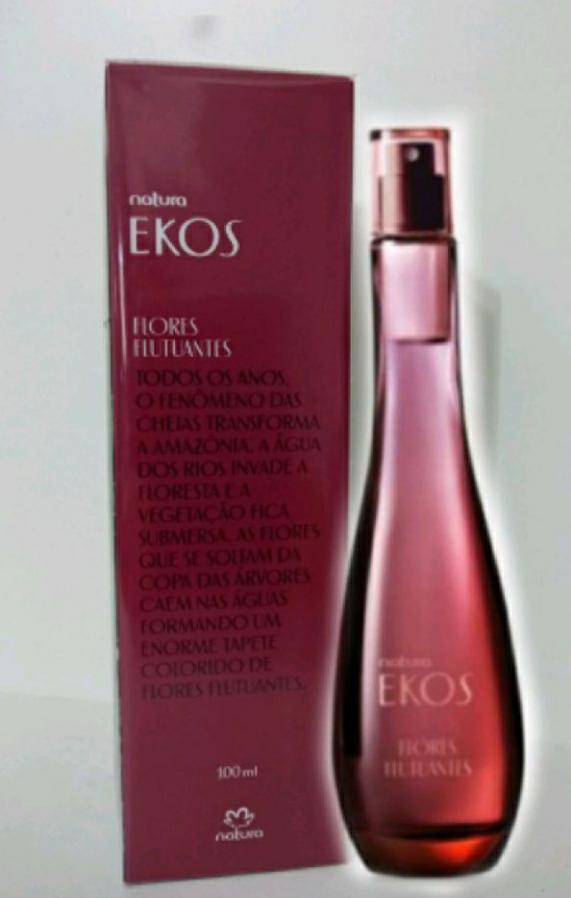 natura
EKOS
FLORES
FLUTUANTES
TODOS OS ANOS,
O FENÔMENO DAS
CHEIAS TRANSFORMA
A AMAZÔNIA. A ÁGUA
DOS RIOS INVADE A
FLORESTA E A
VEGETAÇÃO FICA
SUBMERSA. AS FLORES
QUE SE SOLTAM DA
COPA DAS ÁRVORES
CAEM NAS ÁGUAS
FORMANDO UM
ENORME TAPETE
COLORIDO DE
FLORES FLUTUANTES.
100 ml
natura
natura
EKOS
FLORES
FLUTUANTES